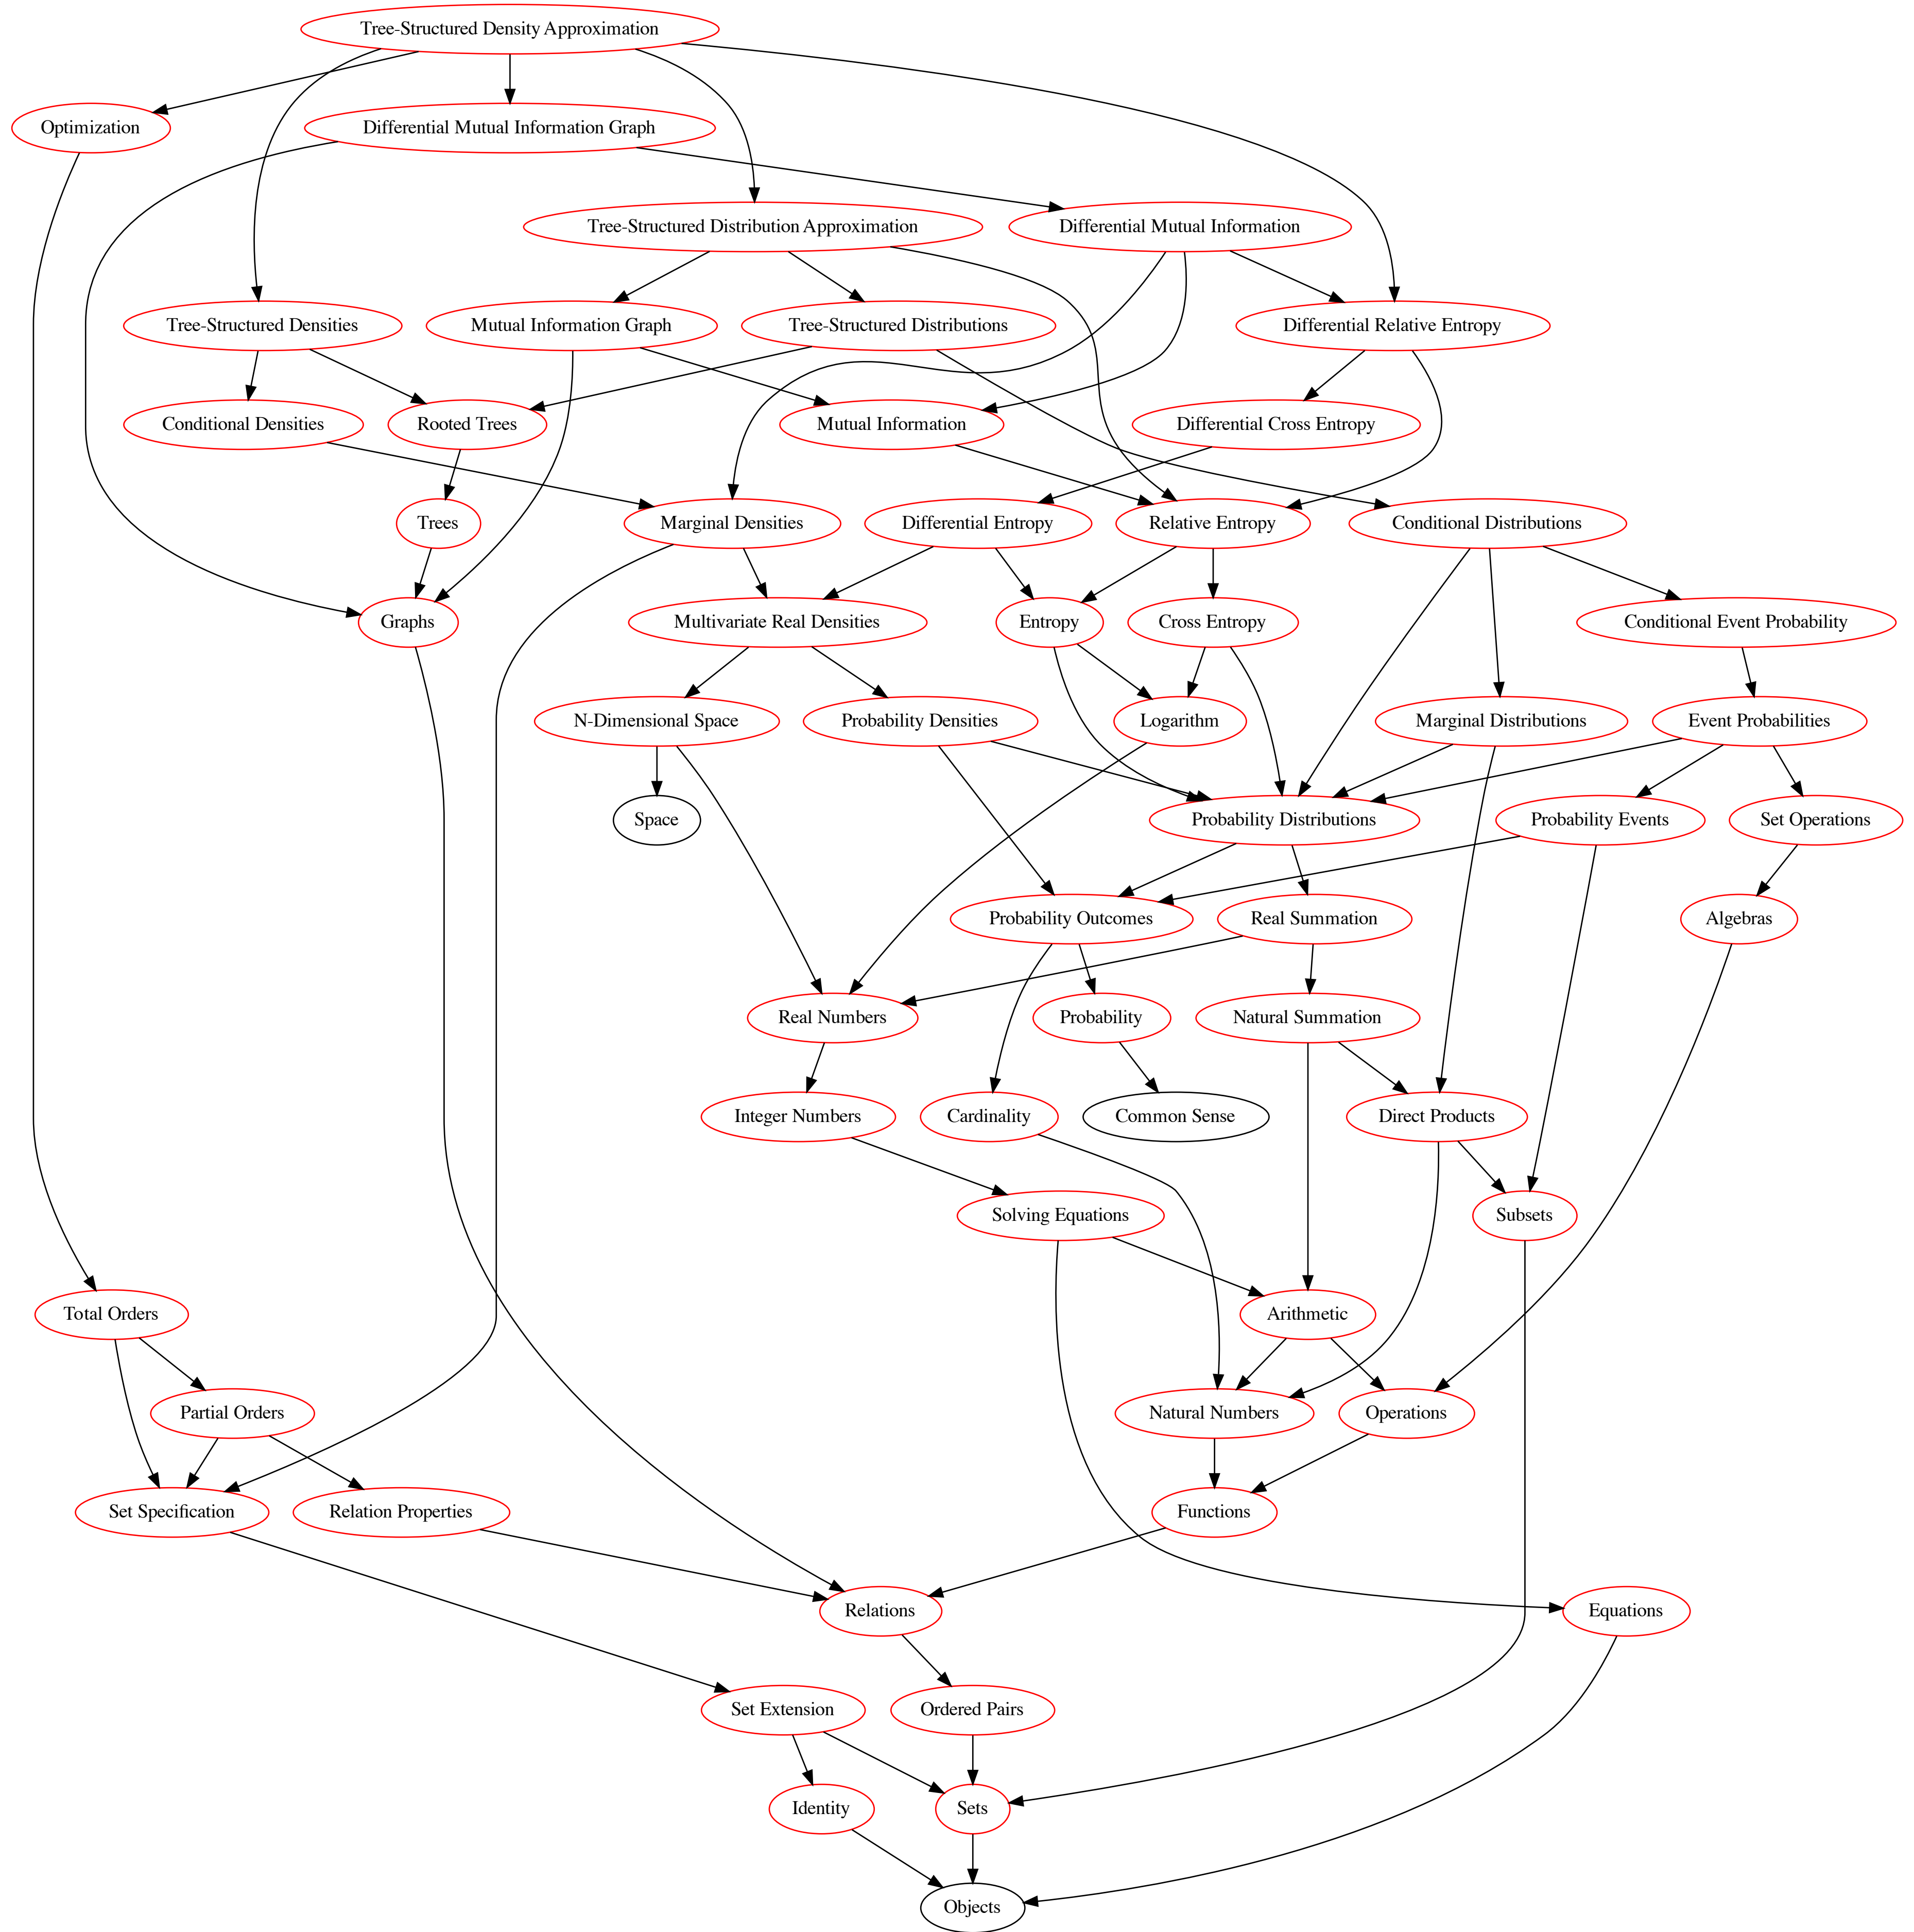 Tree-Structured Density Approximation
Optimization
Differential Mutual Information Graph
Tree-Structured Distribution Approximation
Differential Mutual Information
Tree-Structured Densities
Mutual Information Graph
Tree-Structured Distributions
Differential Relative Entropy
Conditional Densities
Rooted Trees
Mutual Information
Differential Cross Entropy
Trees
Marginal Densities
Differential Entropy
Relative Entropy
Conditional Distributions
Graphs
Multivariate Real Densities
Entropy
Cross Entropy
Conditional Event Probability
N-Dimensional Space
Probability Densities
Logarithm
Marginal Distributions
Event Probabilities
Space
Probability Distributions
Probability Events
Set Operations
Probability Outcomes
Real Summation
Algebras
Real Numbers
Probability
Natural Summation
Integer Numbers
Cardinality
Common Sense
Direct Products
Solving Equations
Subsets
Total Orders
Arithmetic
Partial Orders
Natural Numbers
Operations
Set Specification
Relation Properties
Functions
Relations
Equations
Set Extension
Ordered Pairs
Identity
Sets
Objects